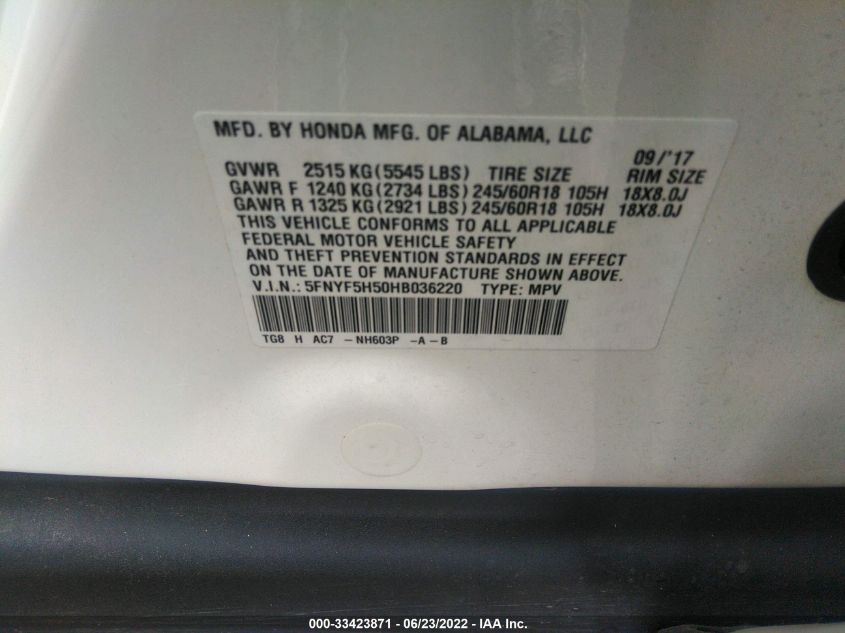 MFD. BY HONDA MFG. OF ALABAMA, LLC
09/'17
GVWR 2515 KG (5545 LBS) TIRE SIZE RIM SIZE
GAWR F 1240 KG (2734 LBS) 245/60R18 105H 18X8.0J
GAWR R 1325 KG (2921 LBS) 245/60R18 105H 18X8.0J
THIS VEHICLE CONFORMS TO ALL APPLICABLE
FEDERAL MOTOR VEHICLE SAFETY
AND THEFT PREVENTION STANDARDS IN EFFECT
ON THE DATE OF MANUFACTURE SHOWN ABOVE.
V.I.N.: 5FNYF5H50HB036220 TYPE: MPV
TG8 H AC7 -NH603P -A -B
000-33423871 - 06/23/2022 - IAA Inc.